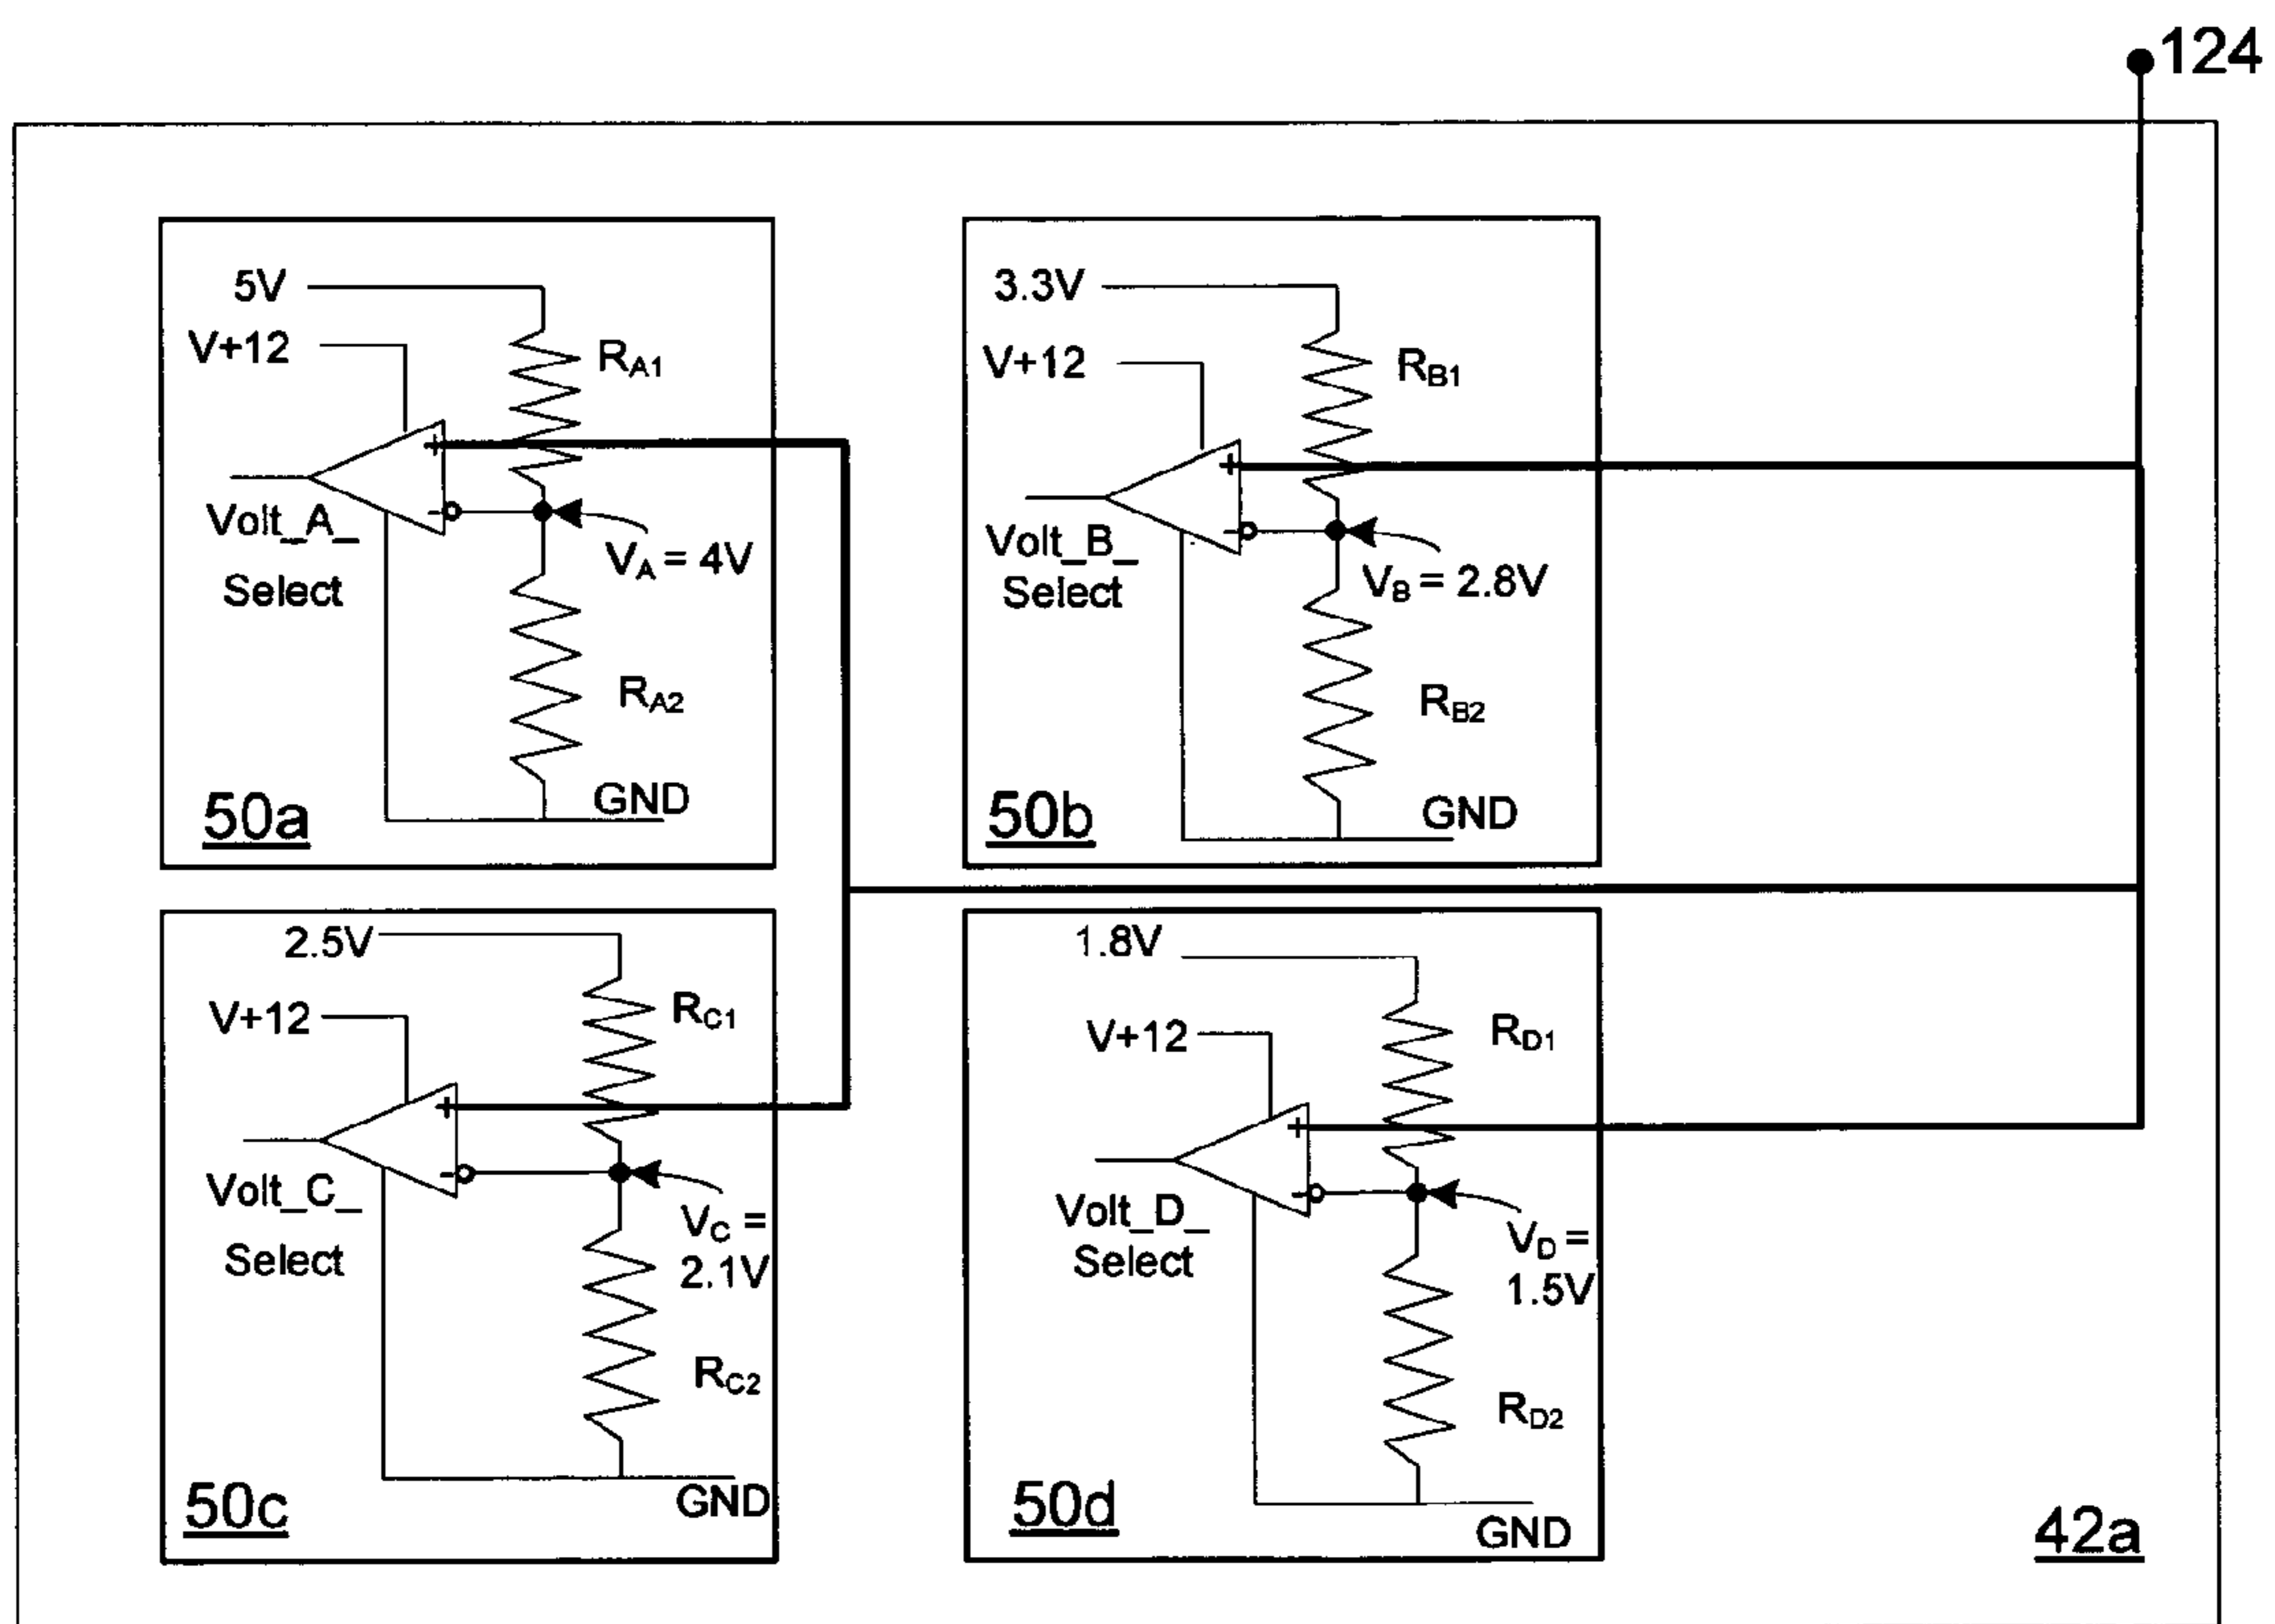 124
5V
V+12
RA1
+
-
Volt_A_
Select
VA = 4V
RA2
GND
50a
3.3V
V+12
RB1
+
-
Volt_B_
Select
VB = 2.8V
RB2
GND
50b
2.5V
V+12
RC1
+
-
Volt_C_
Select
VC =
2.1V
RC2
GND
50c
1.8V
V+12
RD1
+
-
Volt_D_
Select
VD =
1.5V
RD2
GND
50d
42a